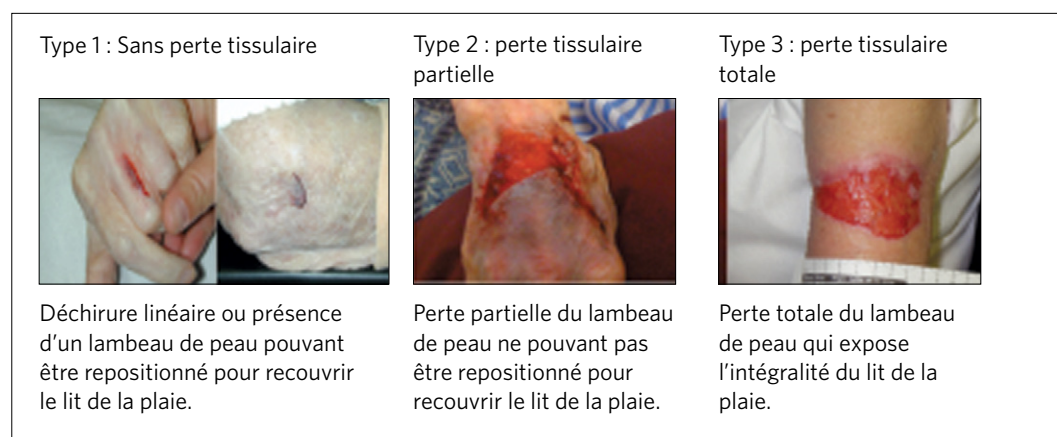 Type 1 : Sans perte tissulaire
Type 2 : perte tissulaire
partielle
Type 3 : perte tissulaire
totale
Déchirure linéaire ou présence
d’un lambeau de peau pouvant
être repositionné pour recouvrir
le lit de la plaie.
Perte partielle du lambeau
de peau ne pouvant pas
être repositionné pour
recouvrir le lit de la plaie.
Perte totale du lambeau
de peau qui expose
l’intégralité du lit de la
plaie.